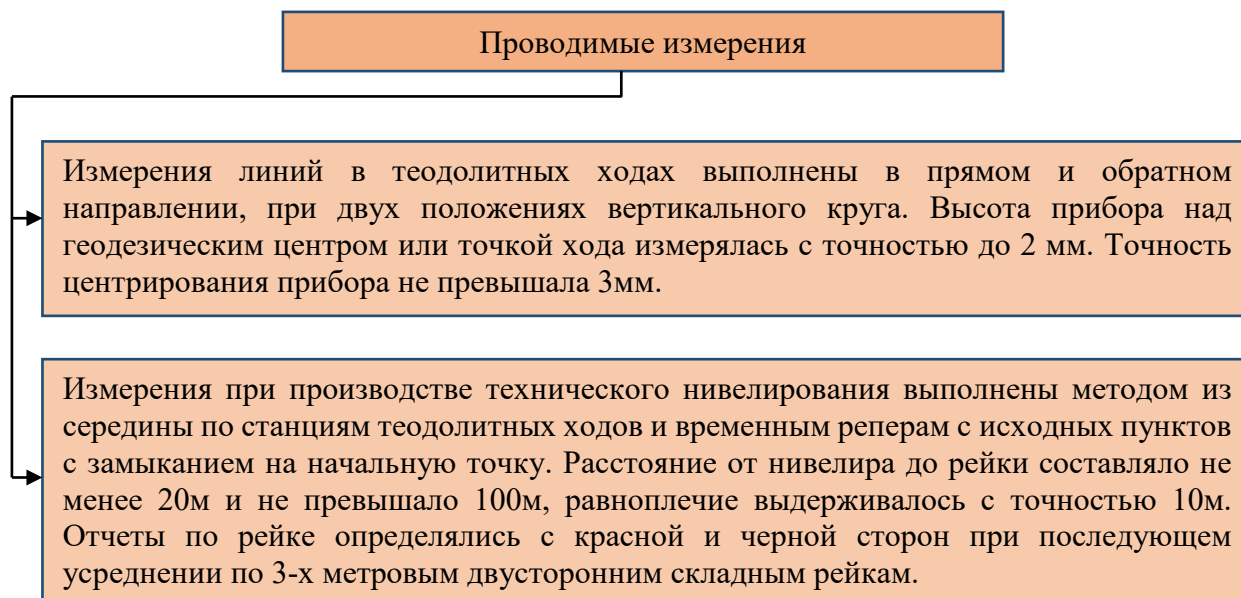 Проводимые измерения
Измерения линий в теодолитных ходах выполнены в прямом и обратном
направлении, при двух положениях вертикального круга. Высота прибора над
геодезическим центром или точкой хода измерялась с точностью до 2 мм. Точность
центрирования прибора не превышала 3мм.
Измерения при производстве технического нивелирования выполнены методом из
середины по станциям теодолитных ходов и временным реперам с исходных пунктов
с замыканием на начальную точку. Расстояние от нивелира до рейки составляло не
менее 20м и не превышало 100м, равноплечие выдерживалось с точностью 10м.
Отчеты по рейке определялись с красной и черной сторон при последующем
усреднении по 3-х метровым двусторонним складным рейкам.